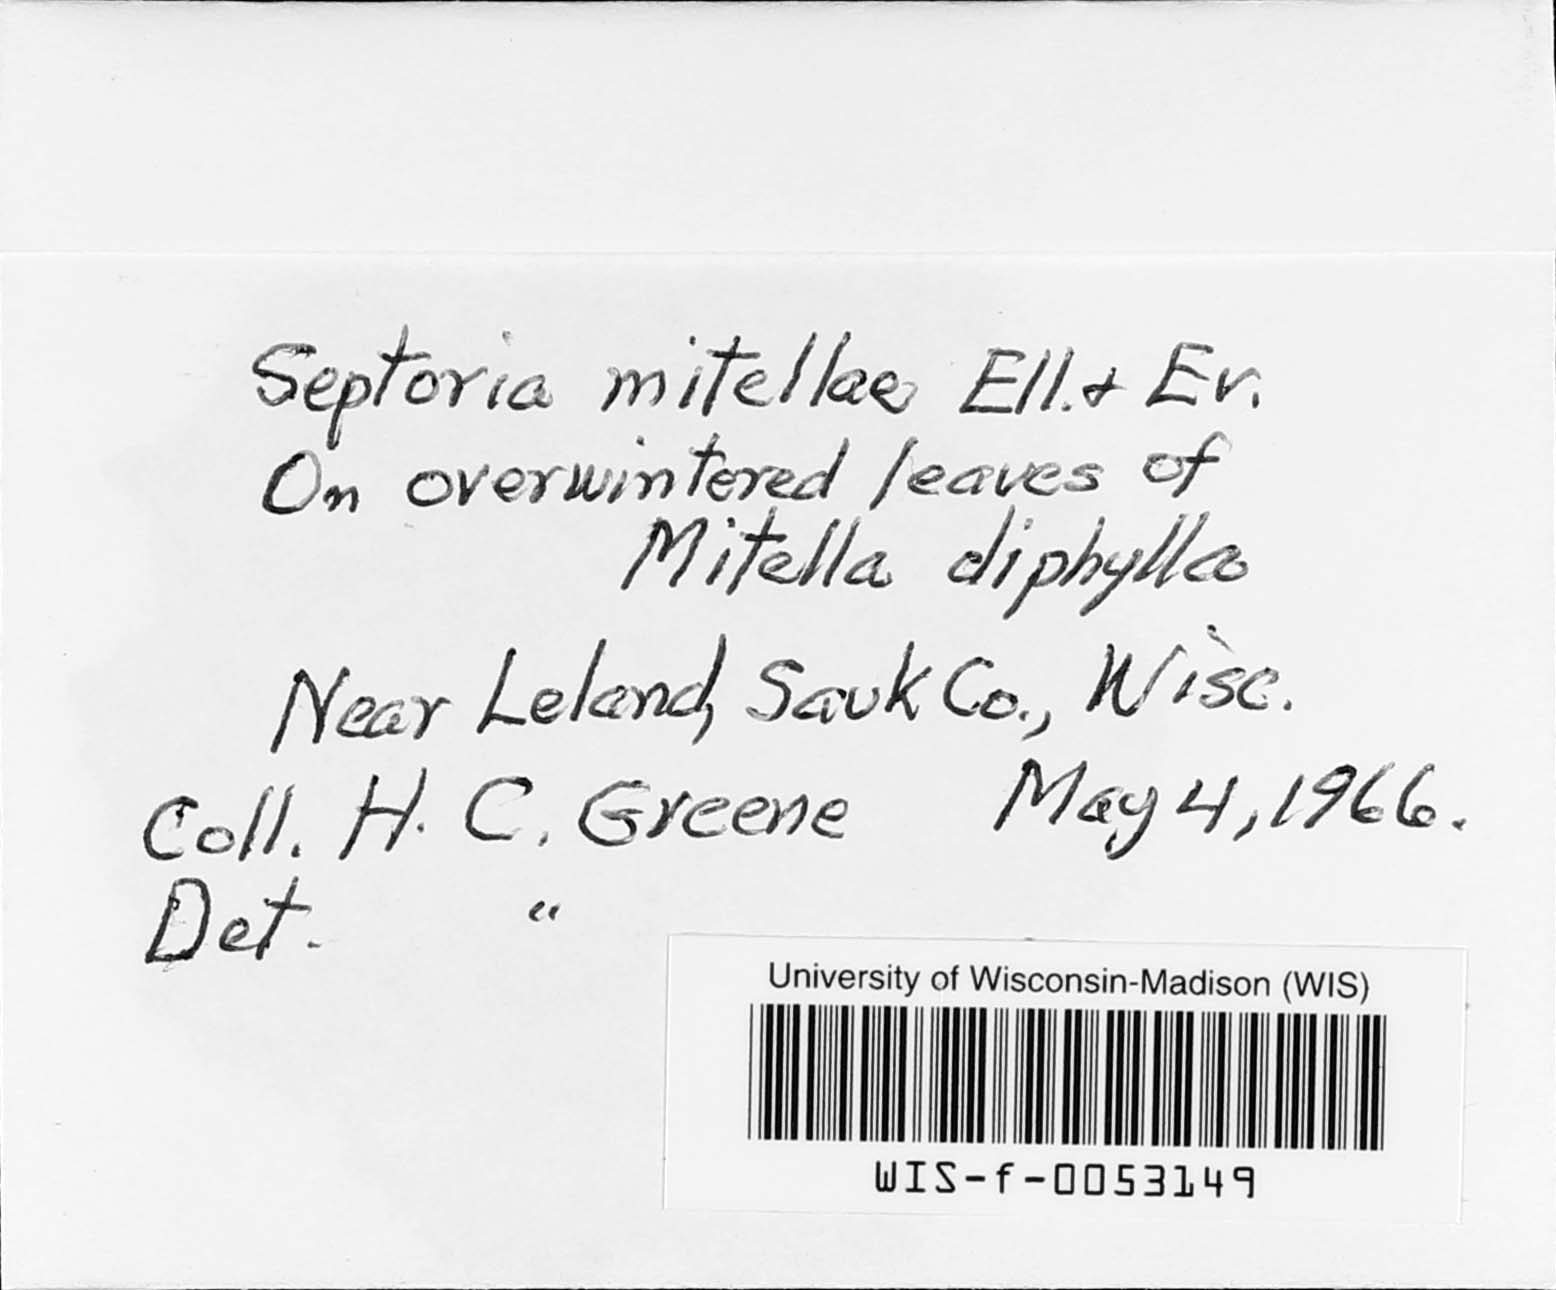 Septoria mitellae Ell. & Ev.
On overwintered leaves of
Mitella diphylla
Near Leland, Sauk Co., Wisc.
Coll. H. C. Greene May 4, 1966.
Det. "
University of Wisconsin-Madison (WIS)
WIS-f-0053149